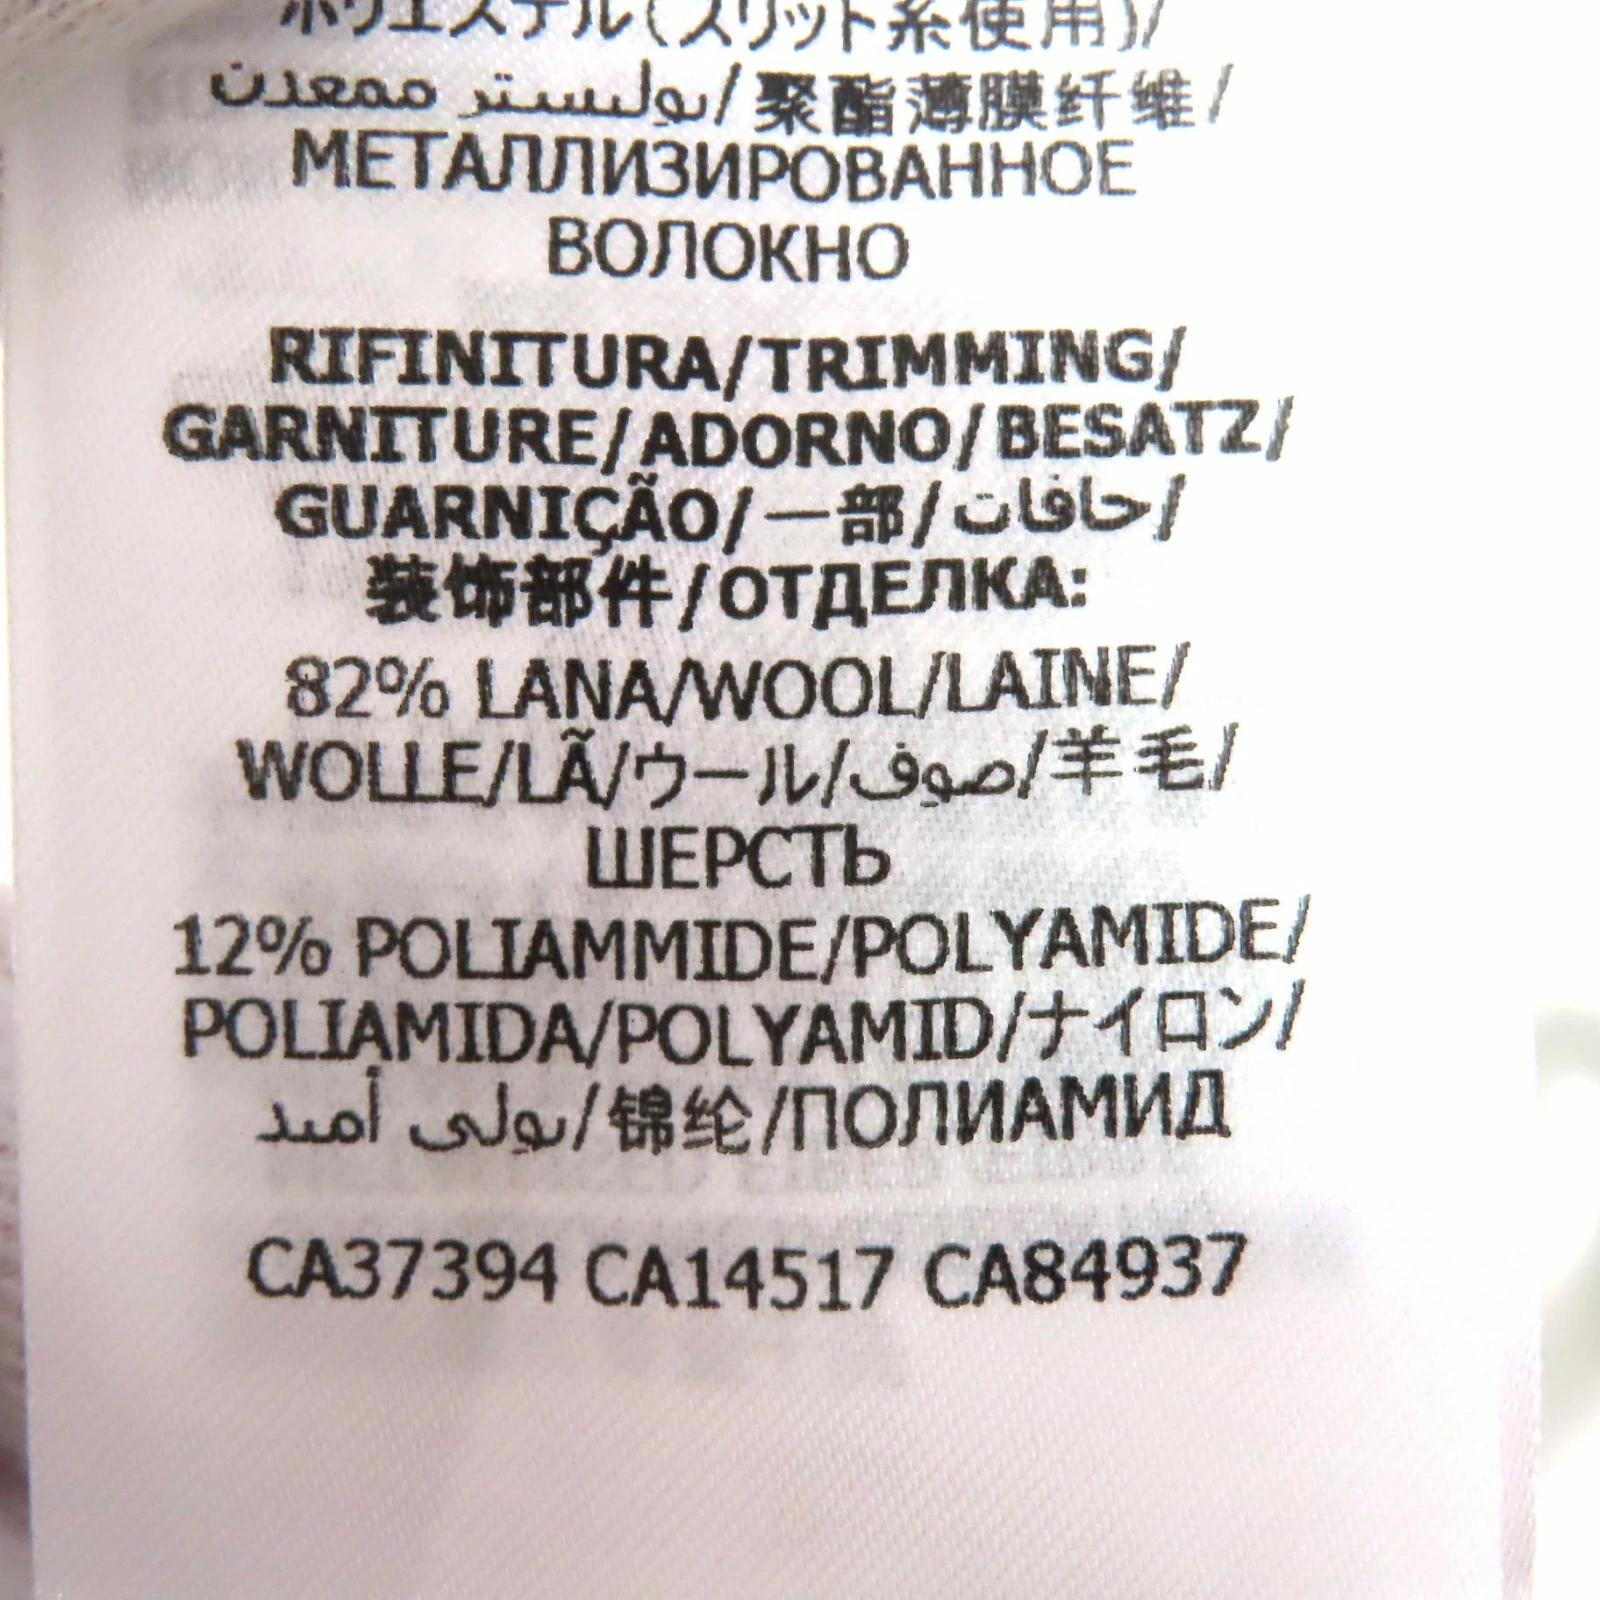 ポリエステル(スリット糸使用)/
بوليستر ممعدن/聚酯薄膜纤维/
МЕТАЛЛИЗИРОВАННОЕ
ВОЛОКНО
RIFINITURA/TRIMMING/
GARNITURE/ADORNO/BESATZ/
GUARNIÇÃO/一部/حافات/
装饰部件/ОТДЕЛКА:
82% LANA/WOOL/LAINE/
WOLLE/LÃ/ウール/صوف/羊毛/
ШЕРСТЬ
12% POLIAMMIDE/POLYAMIDE/
POLIAMIDA/POLYAMID/ナイロン/
بولى أميد/锦纶/ПОЛИАМИД
CA37394 CA14517 CA84937